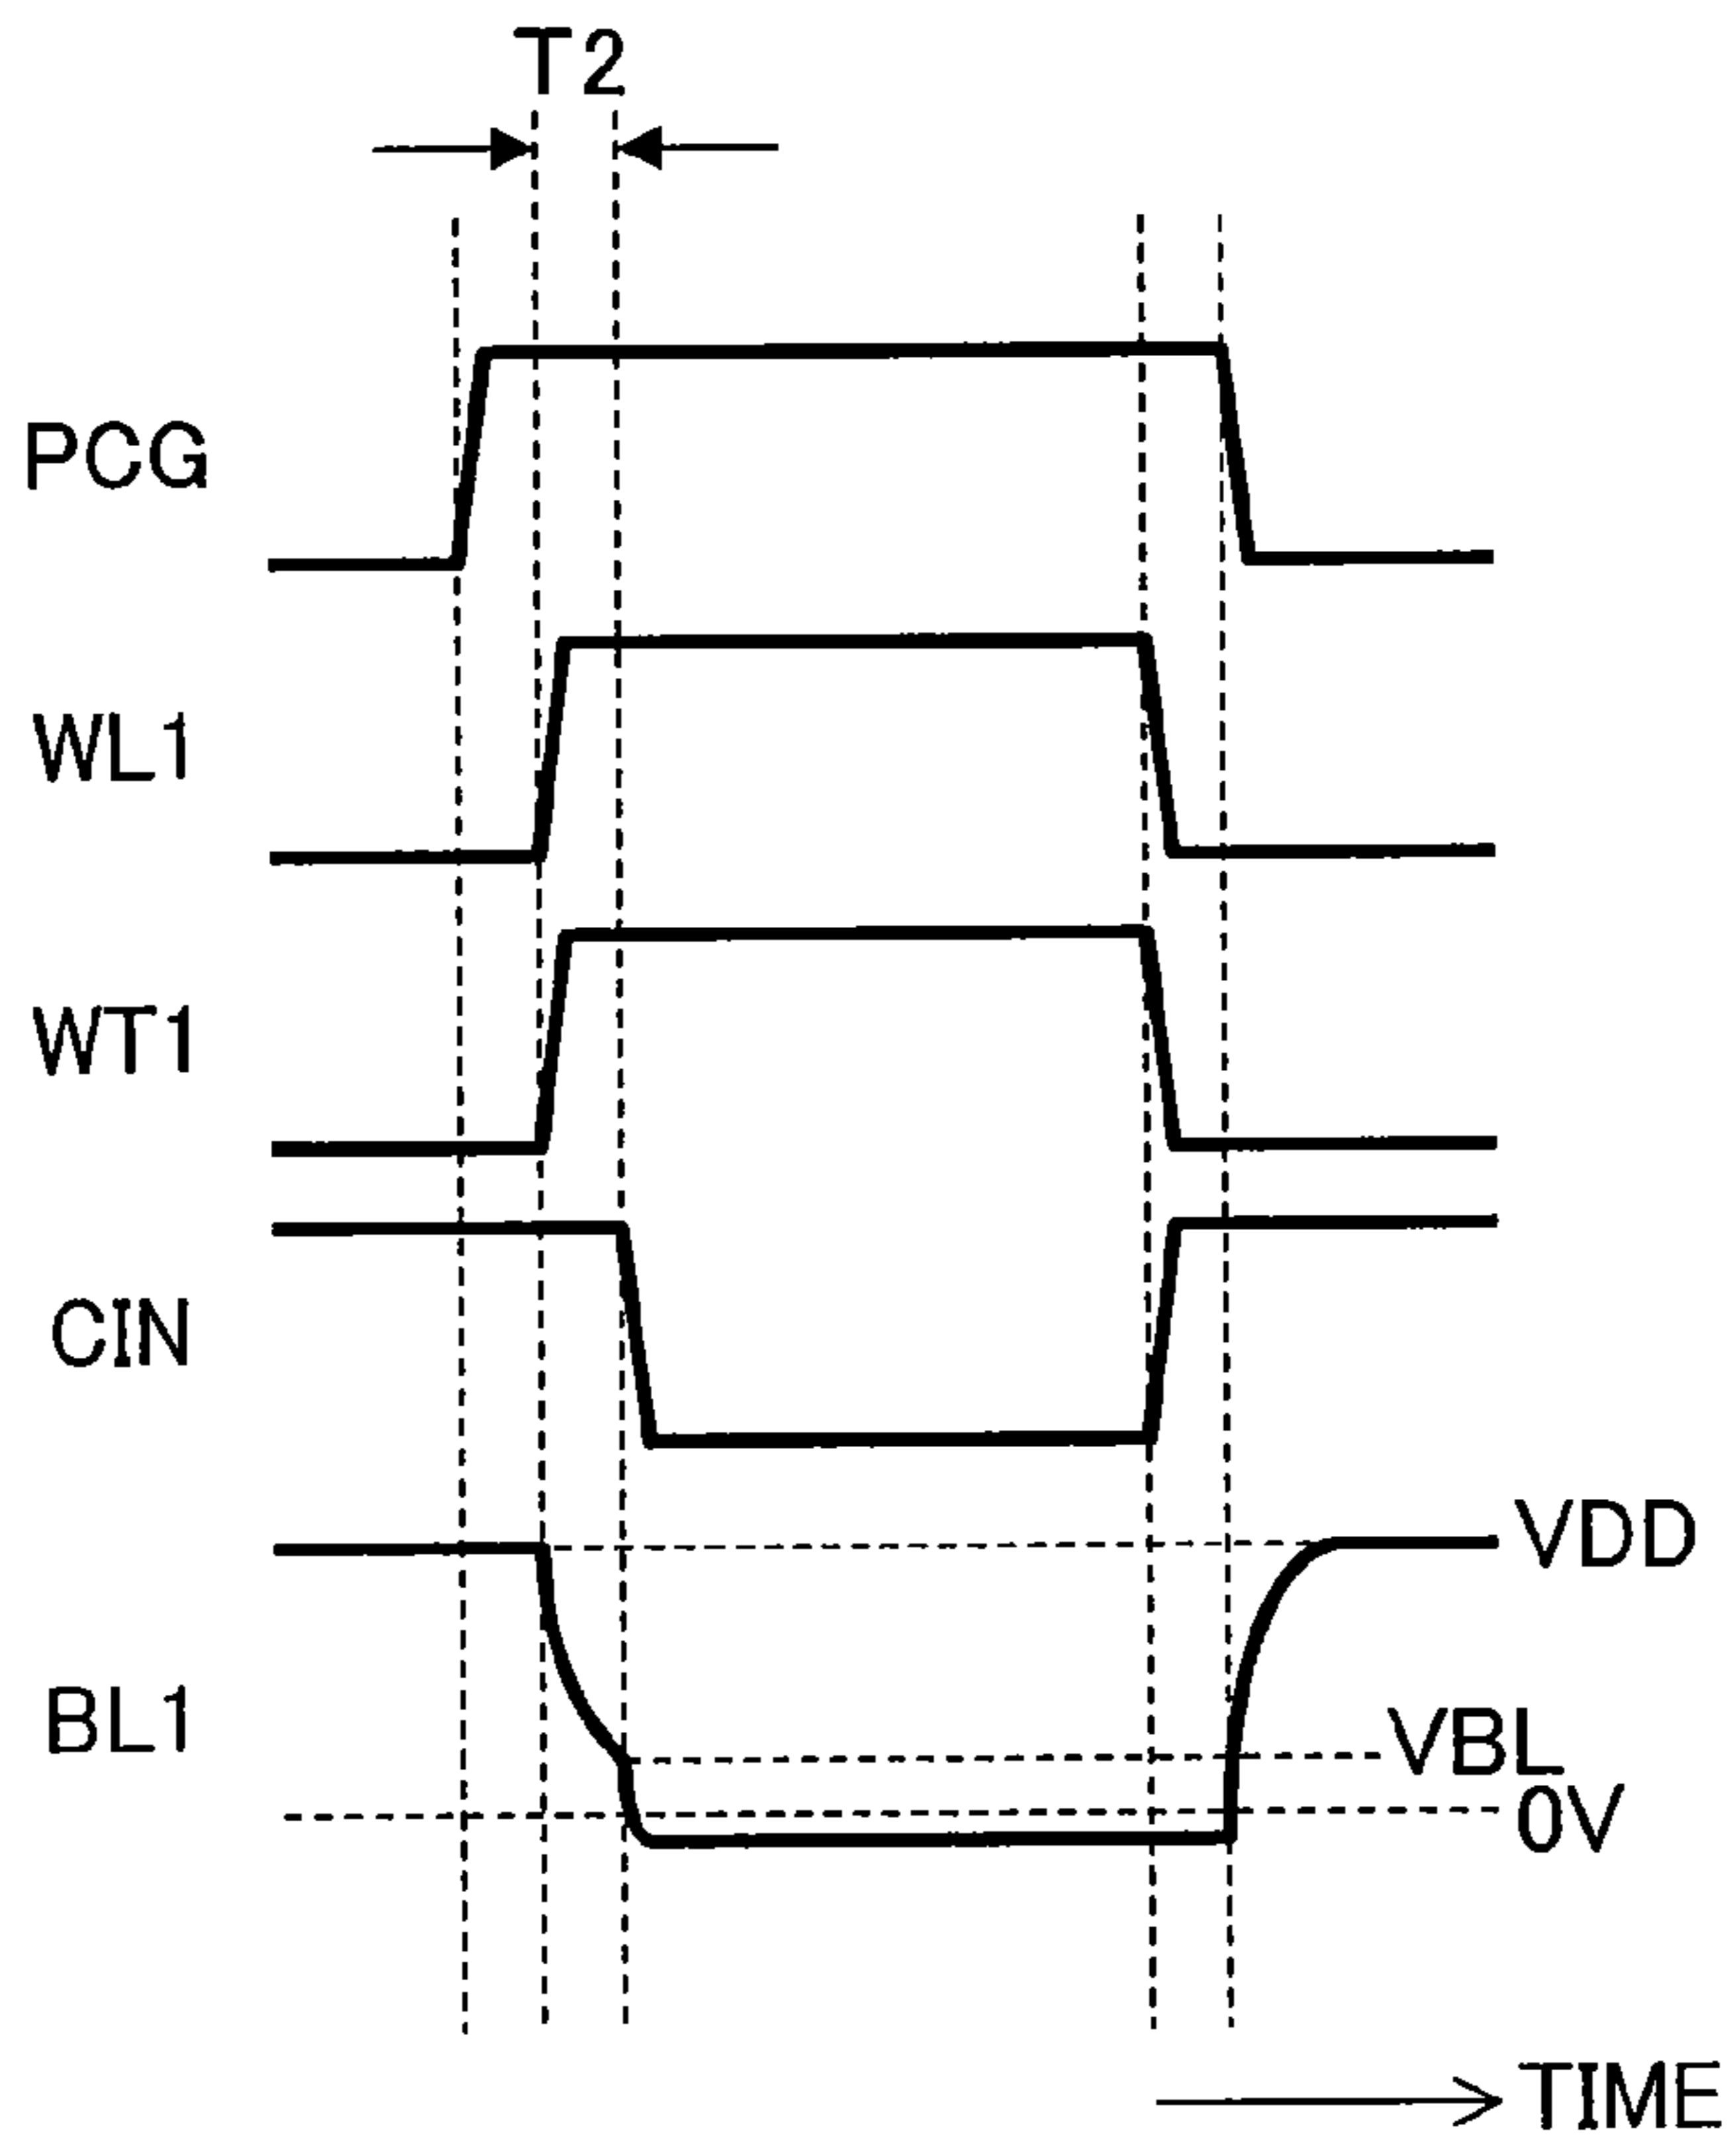 T2
PCG
WL1
WT1
CIN
VDD
BL1
VBL
0V
TIME